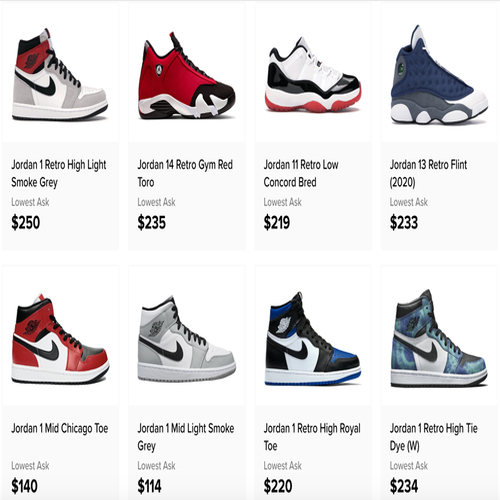 Jordan 1 Retro High Light
Smoke Grey
Lowest Ask
$250
Jordan 14 Retro Gym Red
Toro
Lowest Ask
$235
Jordan 11 Retro Low
Concord Bred
Lowest Ask
$219
Jordan 13 Retro Flint
(2020)
Lowest Ask
$233
Jordan 1 Mid Chicago Toe
Lowest Ask
$140
Jordan 1 Mid Light Smoke
Grey
Lowest Ask
$114
Jordan 1 Retro High Royal
Toe
Lowest Ask
$220
Jordan 1 Retro High Tie
Dye (W)
Lowest Ask
$234